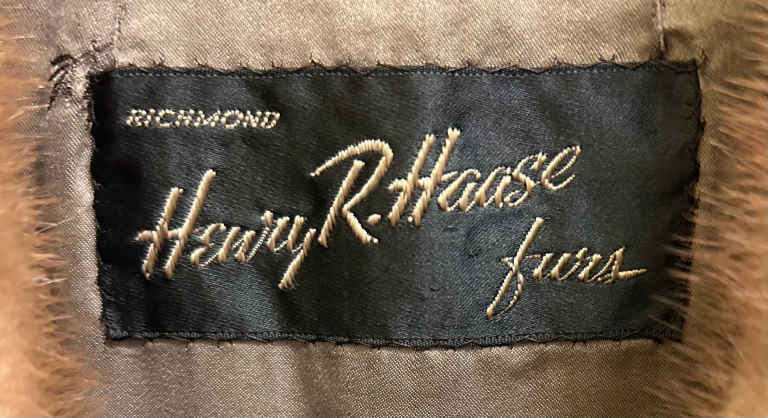 RICHMOND
Henry R. Haase
furs